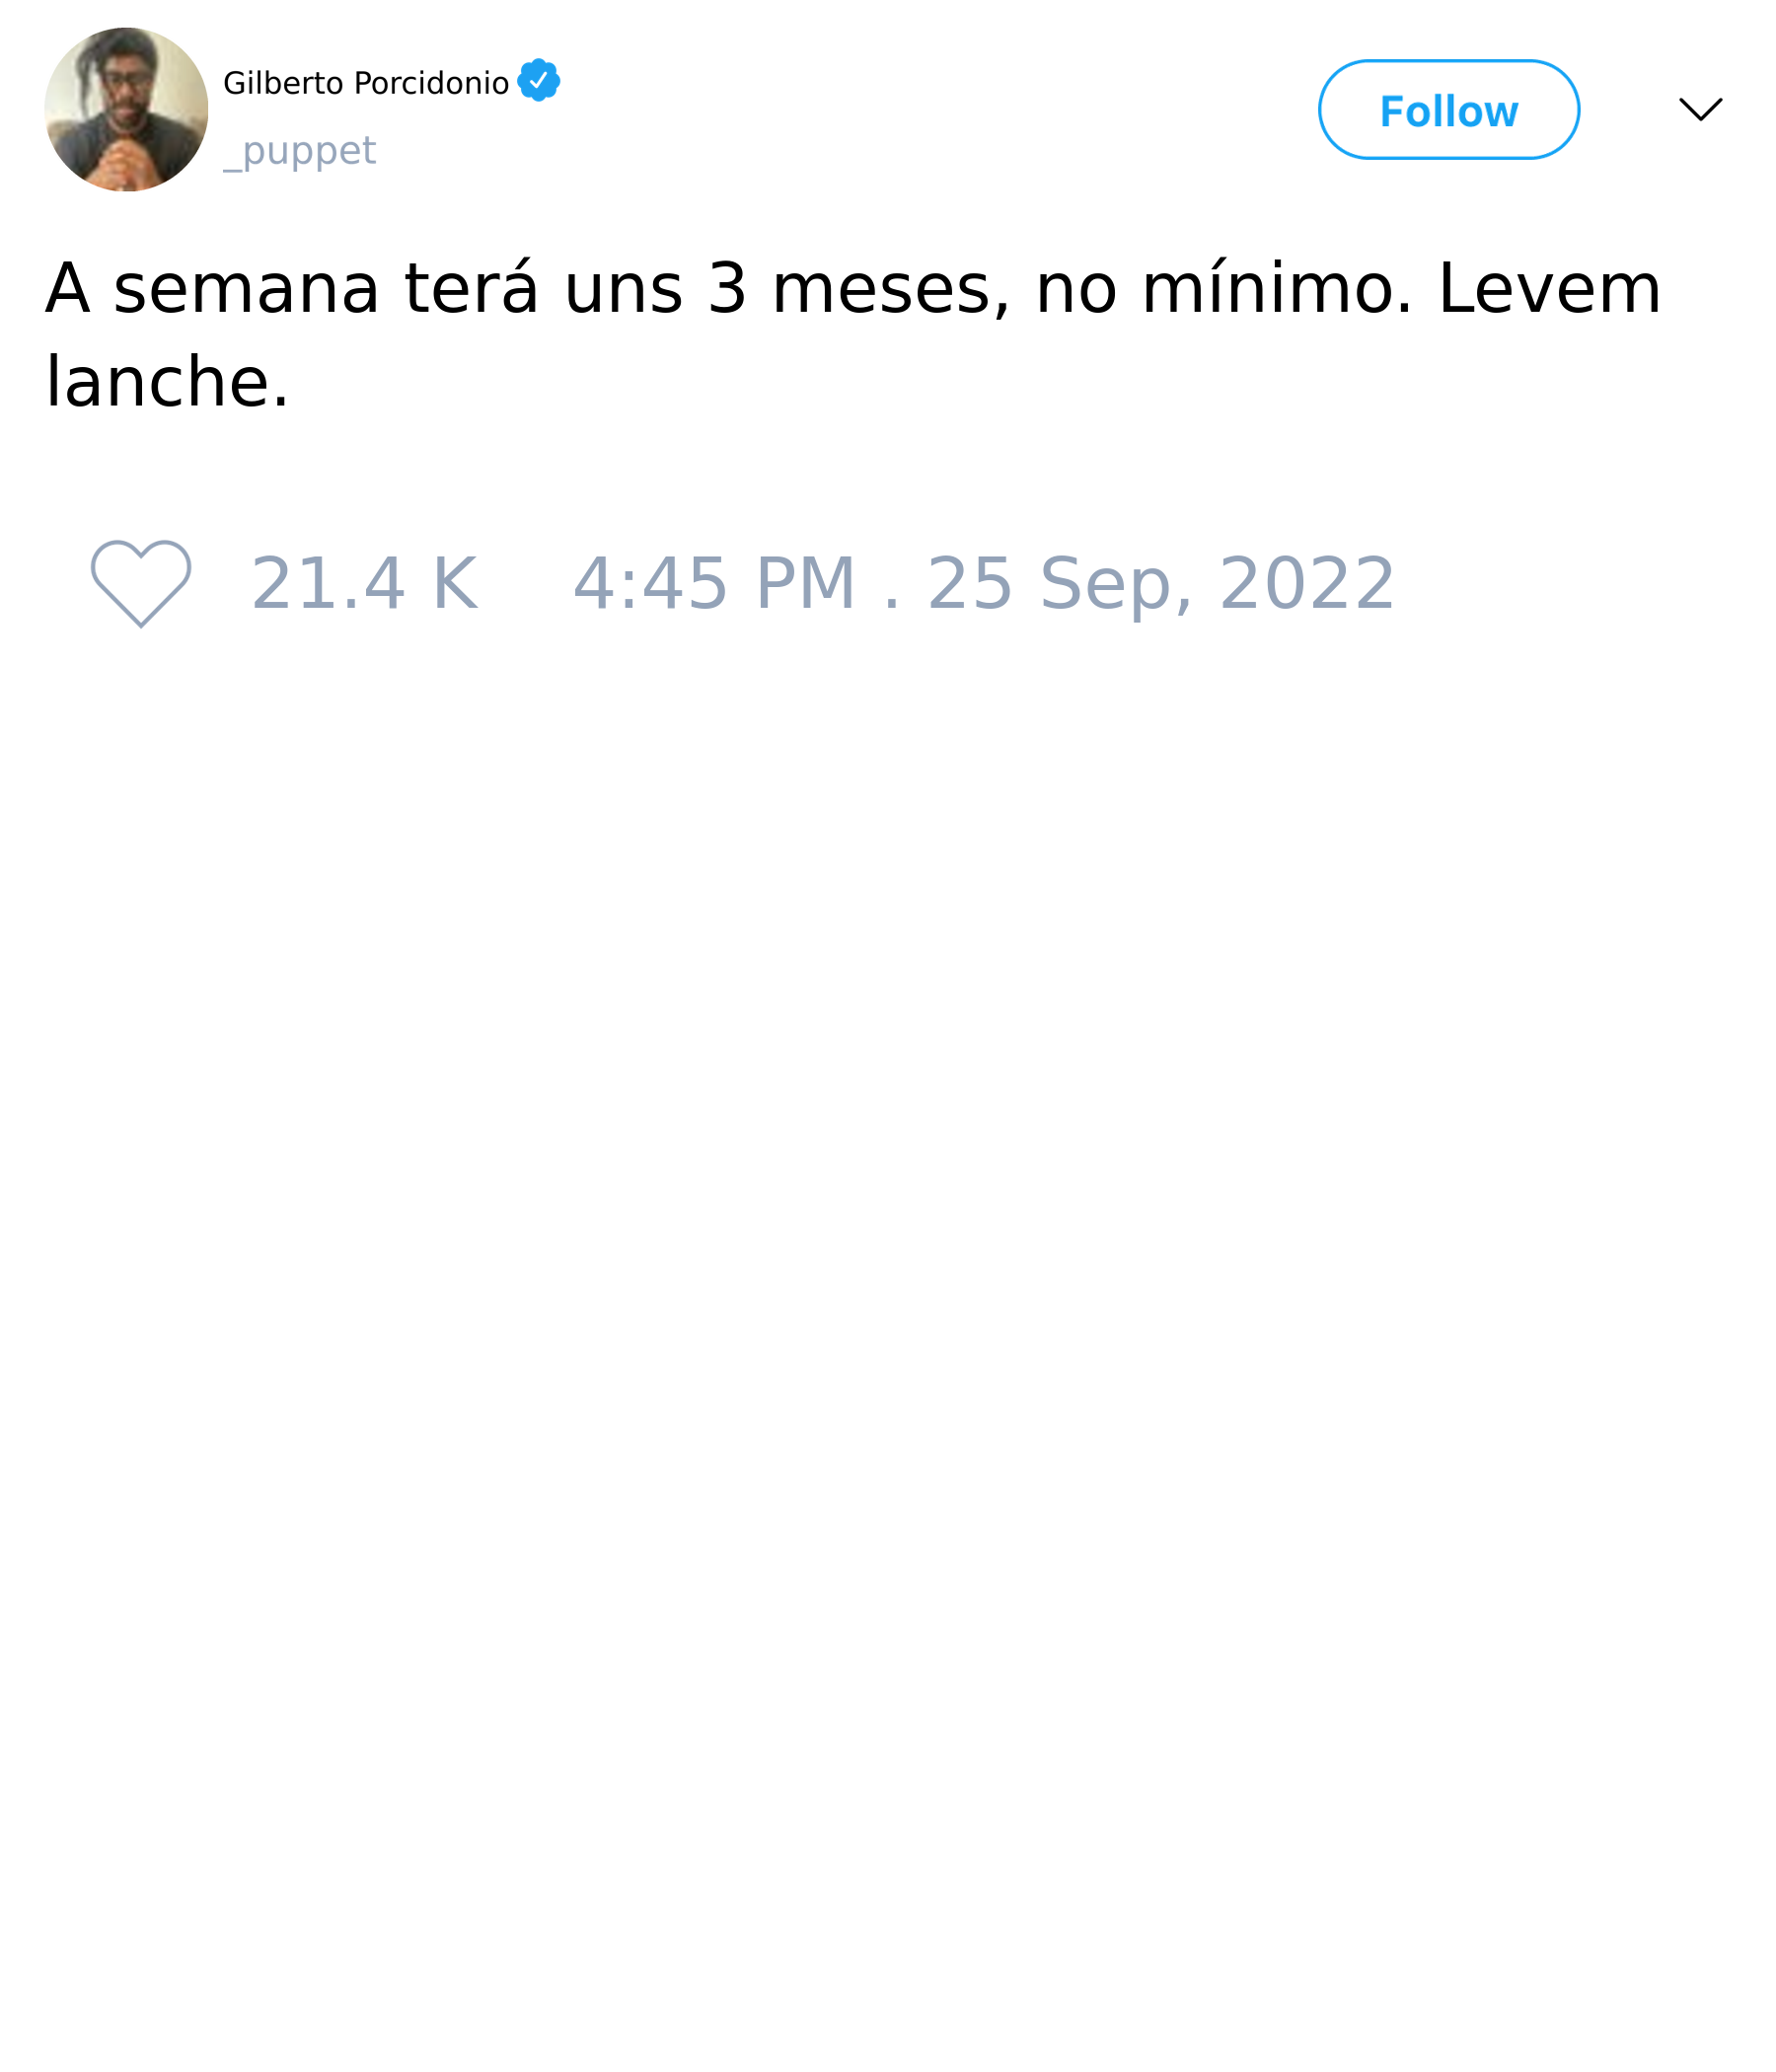 Gilberto Porcidonio
_puppet
Follow
A semana terá uns 3 meses, no mínimo. Levem
lanche.
21.4 K 4:45 PM . 25 Sep, 2022